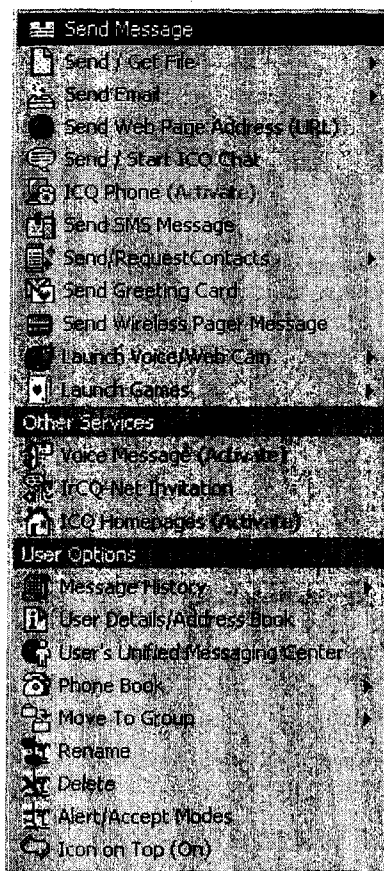 Send Message
Send / Get File
Send Email
Send Web Page Address (URL)
Send / Start ICQ Chat
ICQ Phone (Activate)
Send SMS Message
Send/RequestContacts
Send Greeting Card
Send Wireless Pager Message
Launch Voice/Web Cam
Launch Games
Other Services
Voice Message (Activate)
IrCQ-Net Invitation
ICQ Homepages (Activate)
User Options
Message History
User Details/Address Book
User's Unified Messaging Center
Phone Book
Move To Group
Rename
Delete
Alert/Accept Modes
Icon on Top (On)